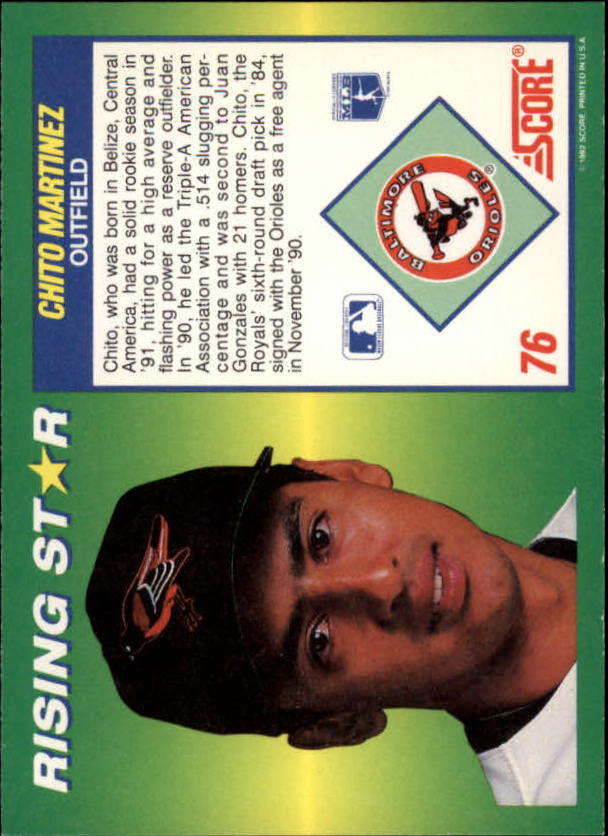 RISING STAR
CHITO MARTINEZ
OUTFIELD
Chito, who was born in Belize, Central
America, had a solid rookie season in
'91, hitting for a high average and
flashing power as a reserve outfielder.
In '90, he led the Triple-A American
Association with a .514 slugging per-
centage and was second to Juan
Gonzales with 21 homers. Chito, the
Royals' sixth-round draft pick in '84,
signed with the Orioles as a free agent
in November '90.
BALTIMORE
ORIOLES®
MLB
76
SCORE®
© 1992 SCORE, PRINTED IN U.S.A.